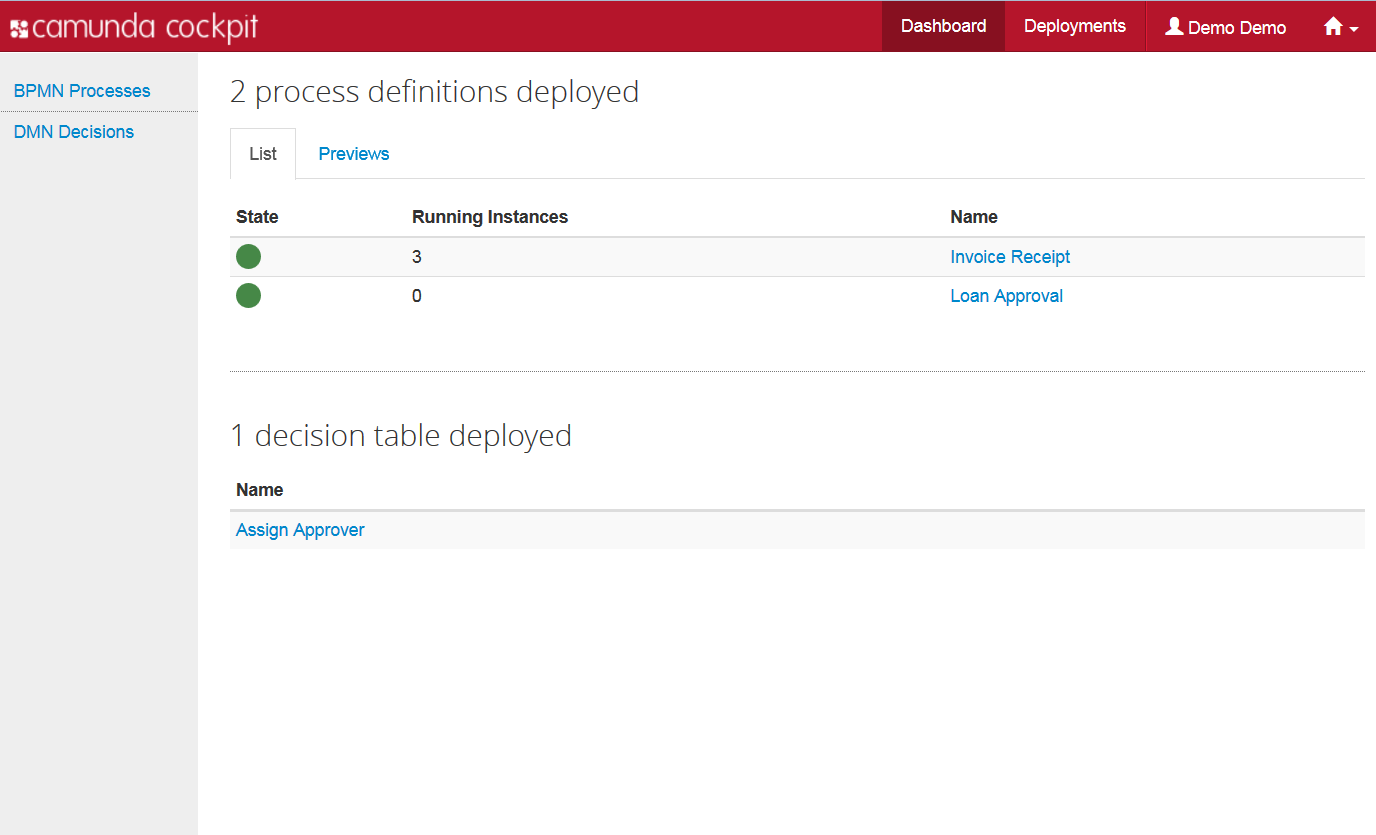 camunda cockpit Dashboard Deployments Demo Demo
BPMN Processes
DMN Decisions
2 process definitions deployed
List Previews
State Running Instances Name
3 Invoice Receipt
0 Loan Approval
1 decision table deployed
Name
Assign Approver